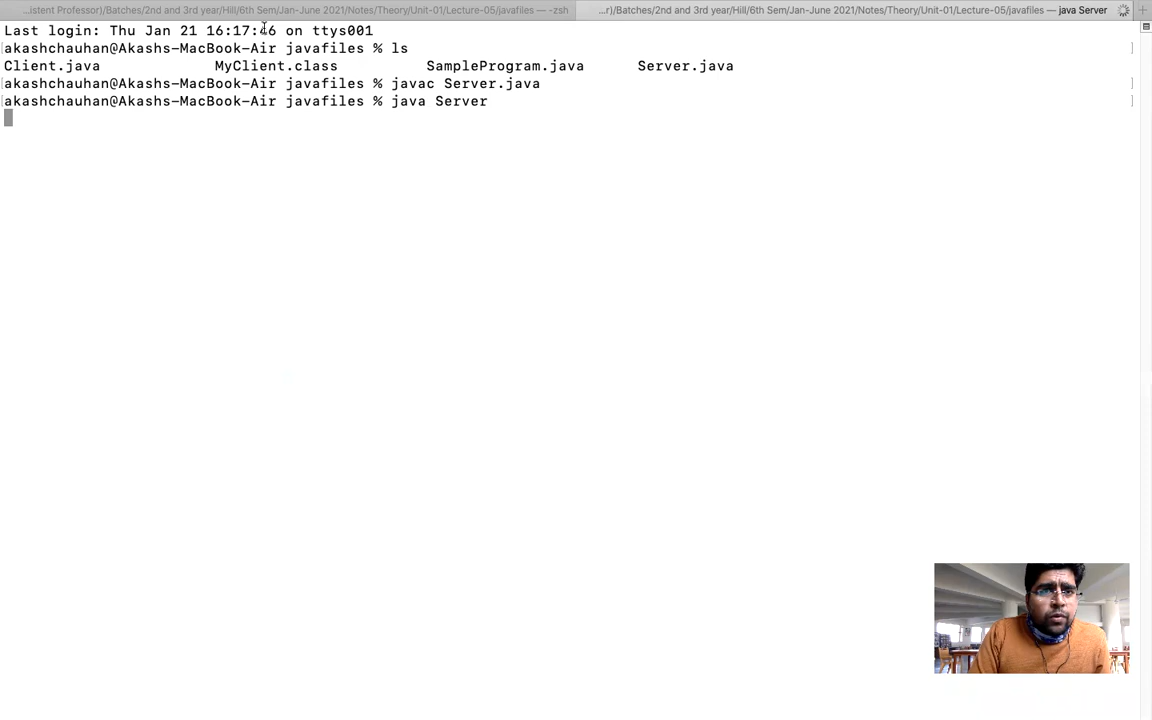 ...istent Professor)/Batches/2nd and 3rd year/Hill/6th Sem/Jan-June 2021/Notes/Theory/Unit-01/Lecture-05/javafiles — -zsh
...r)/Batches/2nd and 3rd year/Hill/6th Sem/Jan-June 2021/Notes/Theory/Unit-01/Lecture-05/javafiles — java Server
Last login: Thu Jan 21 16:17:46 on ttys001
[akashchauhan@Akashs-MacBook-Air javafiles % ls ]
Client.java MyClient.class SampleProgram.java Server.java
[akashchauhan@Akashs-MacBook-Air javafiles % javac Server.java ]
[akashchauhan@Akashs-MacBook-Air javafiles % java Server ]